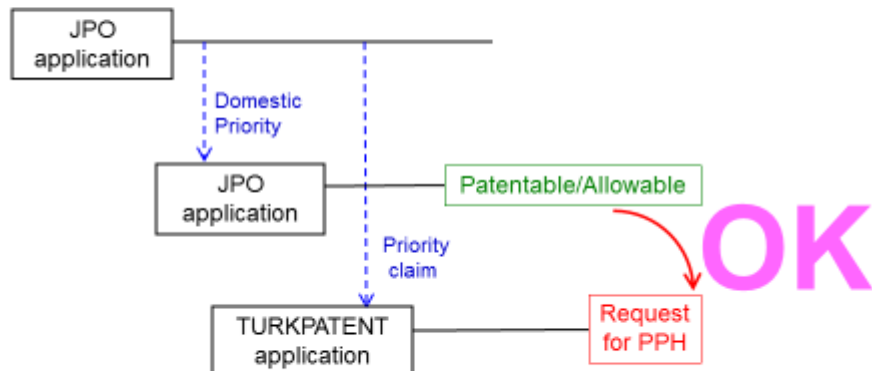 JPO
application
Domestic
Priority
JPO
application
Patentable/Allowable
OK
Priority
claim
TURKPATENT
application
Request
for PPH